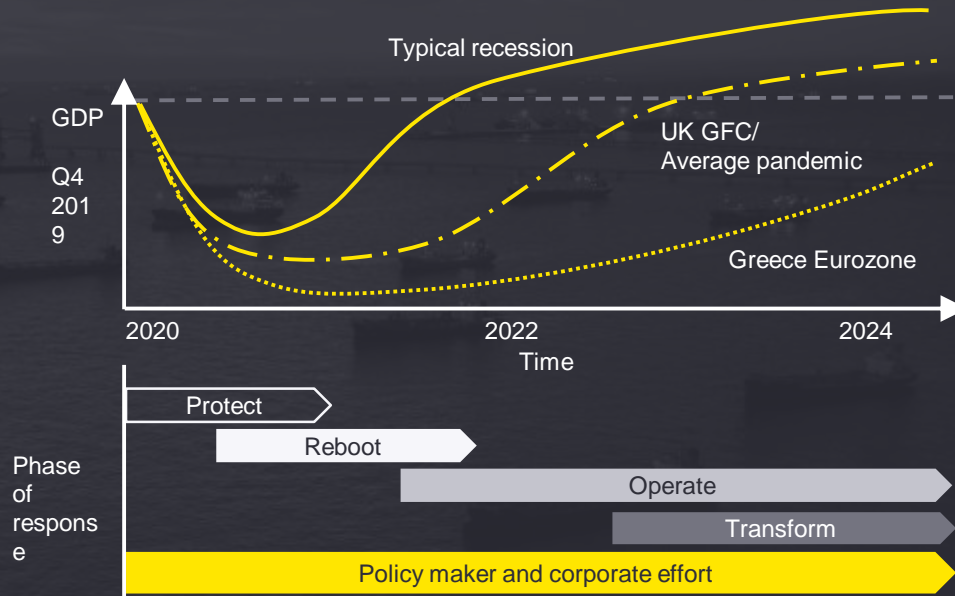 Typical recession
GDP
Q4
201
9
UK GFC/
Average pandemic
Greece Eurozone
2020
2022
2024
Time
Protect
Reboot
Phase
of
respons
e
Operate
Transform
Policy maker and corporate effort